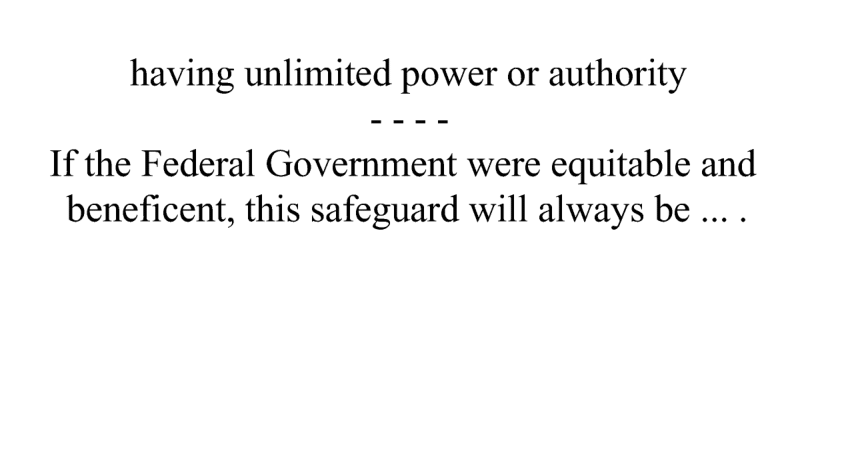 having unlimited power or authority
- - - -
If the Federal Government were equitable and
beneficent, this safeguard will always be ... .